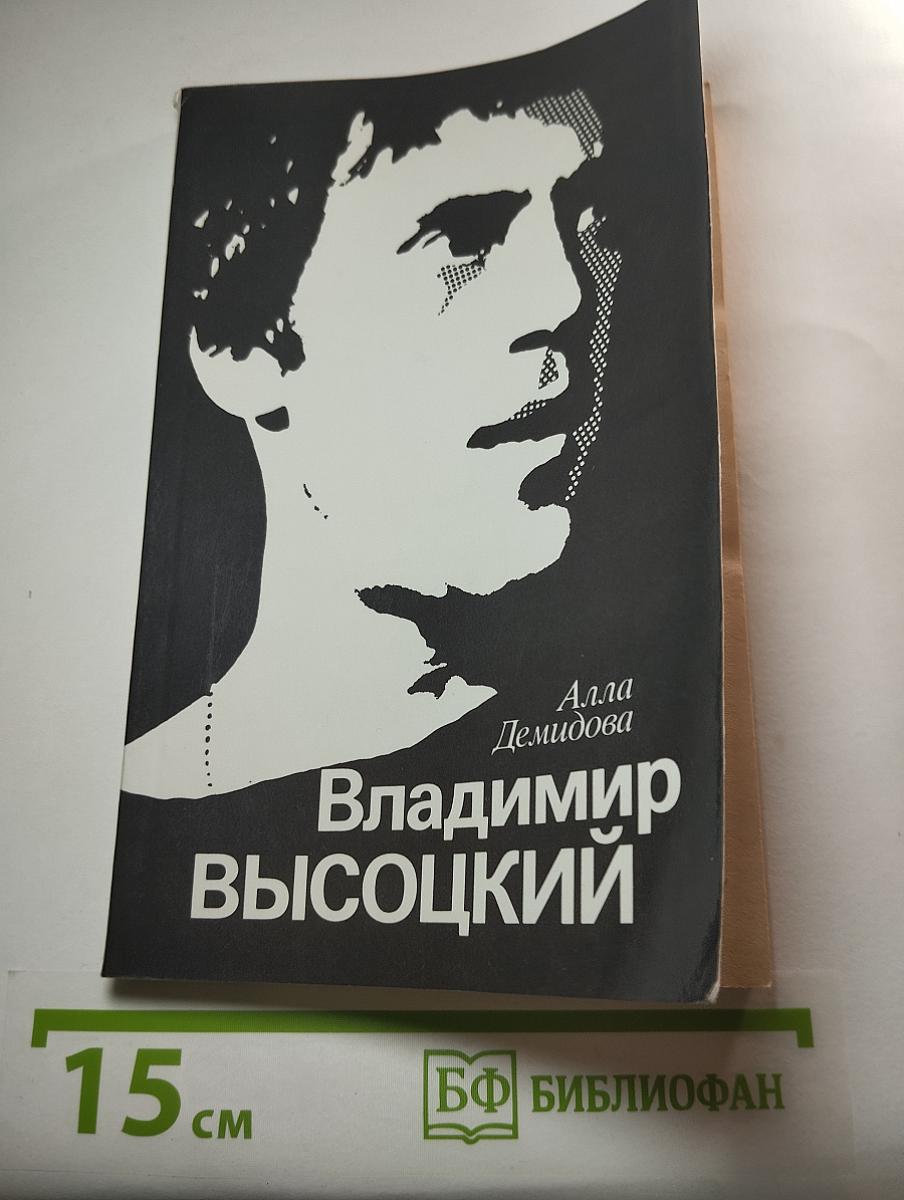 Алла
Демидова
Владимир
ВЫСОЦКИЙ
15 см
БФ БИБЛИОФАН